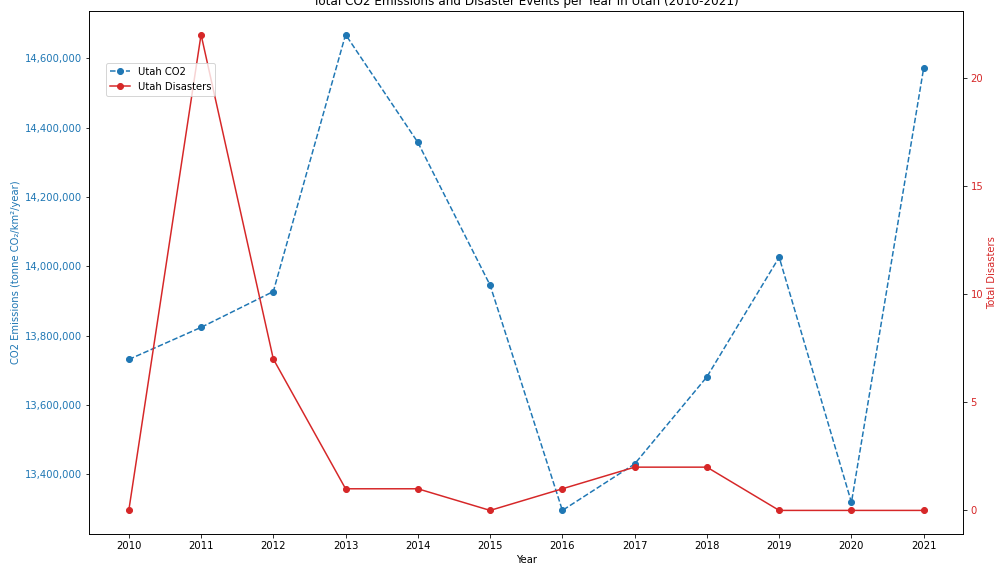 Total CO2 Emissions and Disaster Events per Year in Utah (2010-2021)
14,600,000
14,400,000
14,200,000
14,000,000
13,800,000
13,600,000
13,400,000
CO2 Emissions (tonne CO₂/km²/year)
Utah CO2
Utah Disasters
20
15
10
5
0
Total Disasters
2010 2011 2012 2013 2014 2015 2016 2017 2018 2019 2020 2021
Year